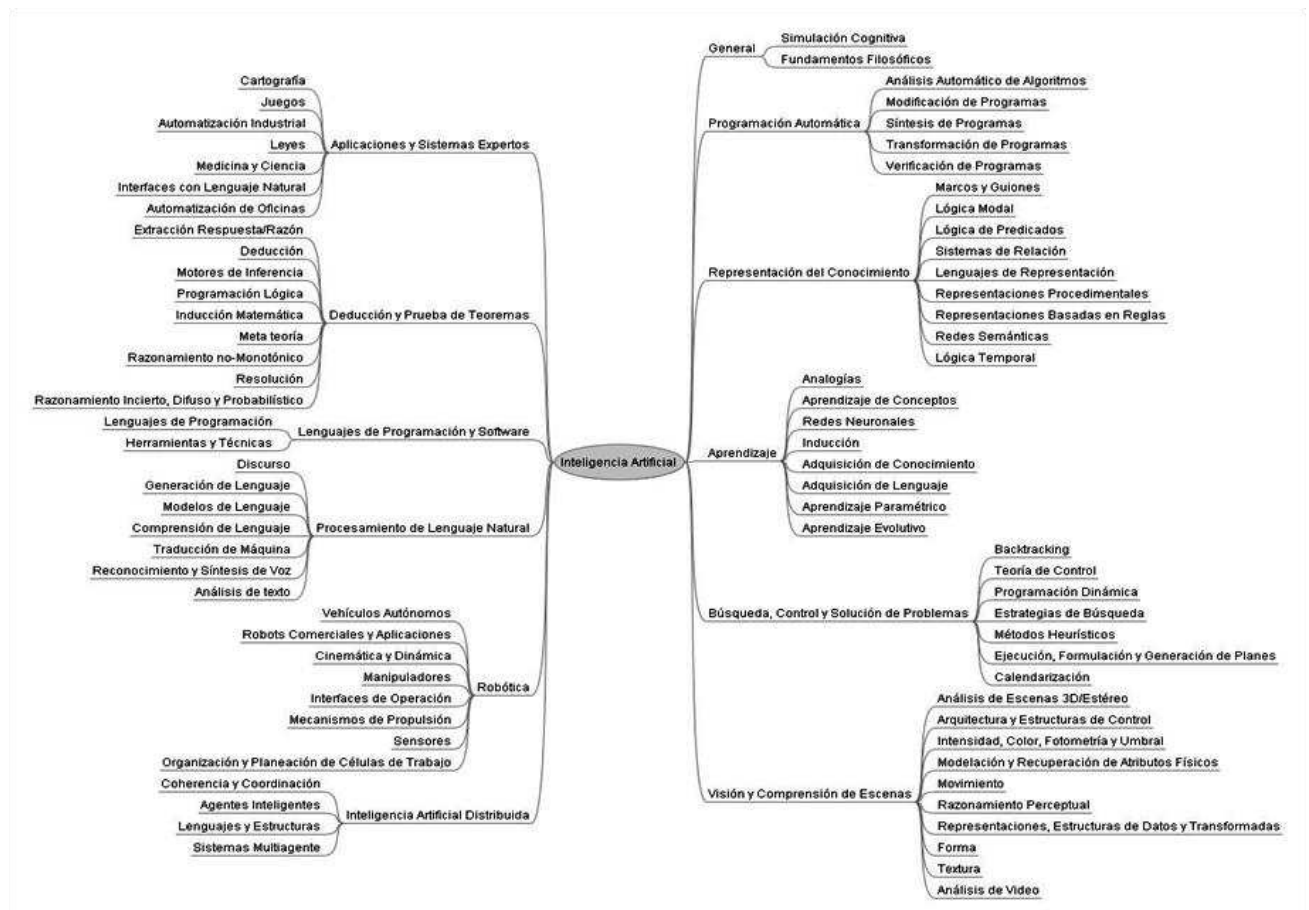 Inteligencia Artificial
Aplicaciones y Sistemas Expertos
Cartografía
Juegos
Automatización Industrial
Leyes
Medicina y Ciencia
Interfaces con Lenguaje Natural
Automatización de Oficinas
Deducción y Prueba de Teoremas
Extracción Respuesta/Razón
Deducción
Motores de Inferencia
Programación Lógica
Inducción Matemática
Meta teoría
Razonamiento no-Monotónico
Resolución
Razonamiento Incierto, Difuso y Probabilístico
Lenguajes de Programación y Software
Lenguajes de Programación
Herramientas y Técnicas
Procesamiento de Lenguaje Natural
Discurso
Generación de Lenguaje
Modelos de Lenguaje
Comprensión de Lenguaje
Traducción de Máquina
Reconocimiento y Síntesis de Voz
Análisis de texto
Robótica
Vehículos Autónomos
Robots Comerciales y Aplicaciones
Cinemática y Dinámica
Manipuladores
Interfaces de Operación
Mecanismos de Propulsión
Sensores
Organización y Planeación de Células de Trabajo
Inteligencia Artificial Distribuida
Coherencia y Coordinación
Agentes Inteligentes
Lenguajes y Estructuras
Sistemas Multiagente
General
Simulación Cognitiva
Fundamentos Filosóficos
Programación Automática
Análisis Automático de Algoritmos
Modificación de Programas
Síntesis de Programas
Transformación de Programas
Verificación de Programas
Representación del Conocimiento
Marcos y Guiones
Lógica Modal
Lógica de Predicados
Sistemas de Relación
Lenguajes de Representación
Representaciones Procedimentales
Representaciones Basadas en Reglas
Redes Semánticas
Lógica Temporal
Aprendizaje
Analogías
Aprendizaje de Conceptos
Redes Neuronales
Inducción
Adquisición de Conocimiento
Adquisición de Lenguaje
Aprendizaje Paramétrico
Aprendizaje Evolutivo
Búsqueda, Control y Solución de Problemas
Backtracking
Teoría de Control
Programación Dinámica
Estrategias de Búsqueda
Métodos Heurísticos
Ejecución, Formulación y Generación de Planes
Calendarización
Visión y Comprensión de Escenas
Análisis de Escenas 3D/Estéreo
Arquitectura y Estructuras de Control
Intensidad, Color, Fotometría y Umbral
Modelación y Recuperación de Atributos Físicos
Movimiento
Razonamiento Perceptual
Representaciones, Estructuras de Datos y Transformadas
Forma
Textura
Análisis de Video